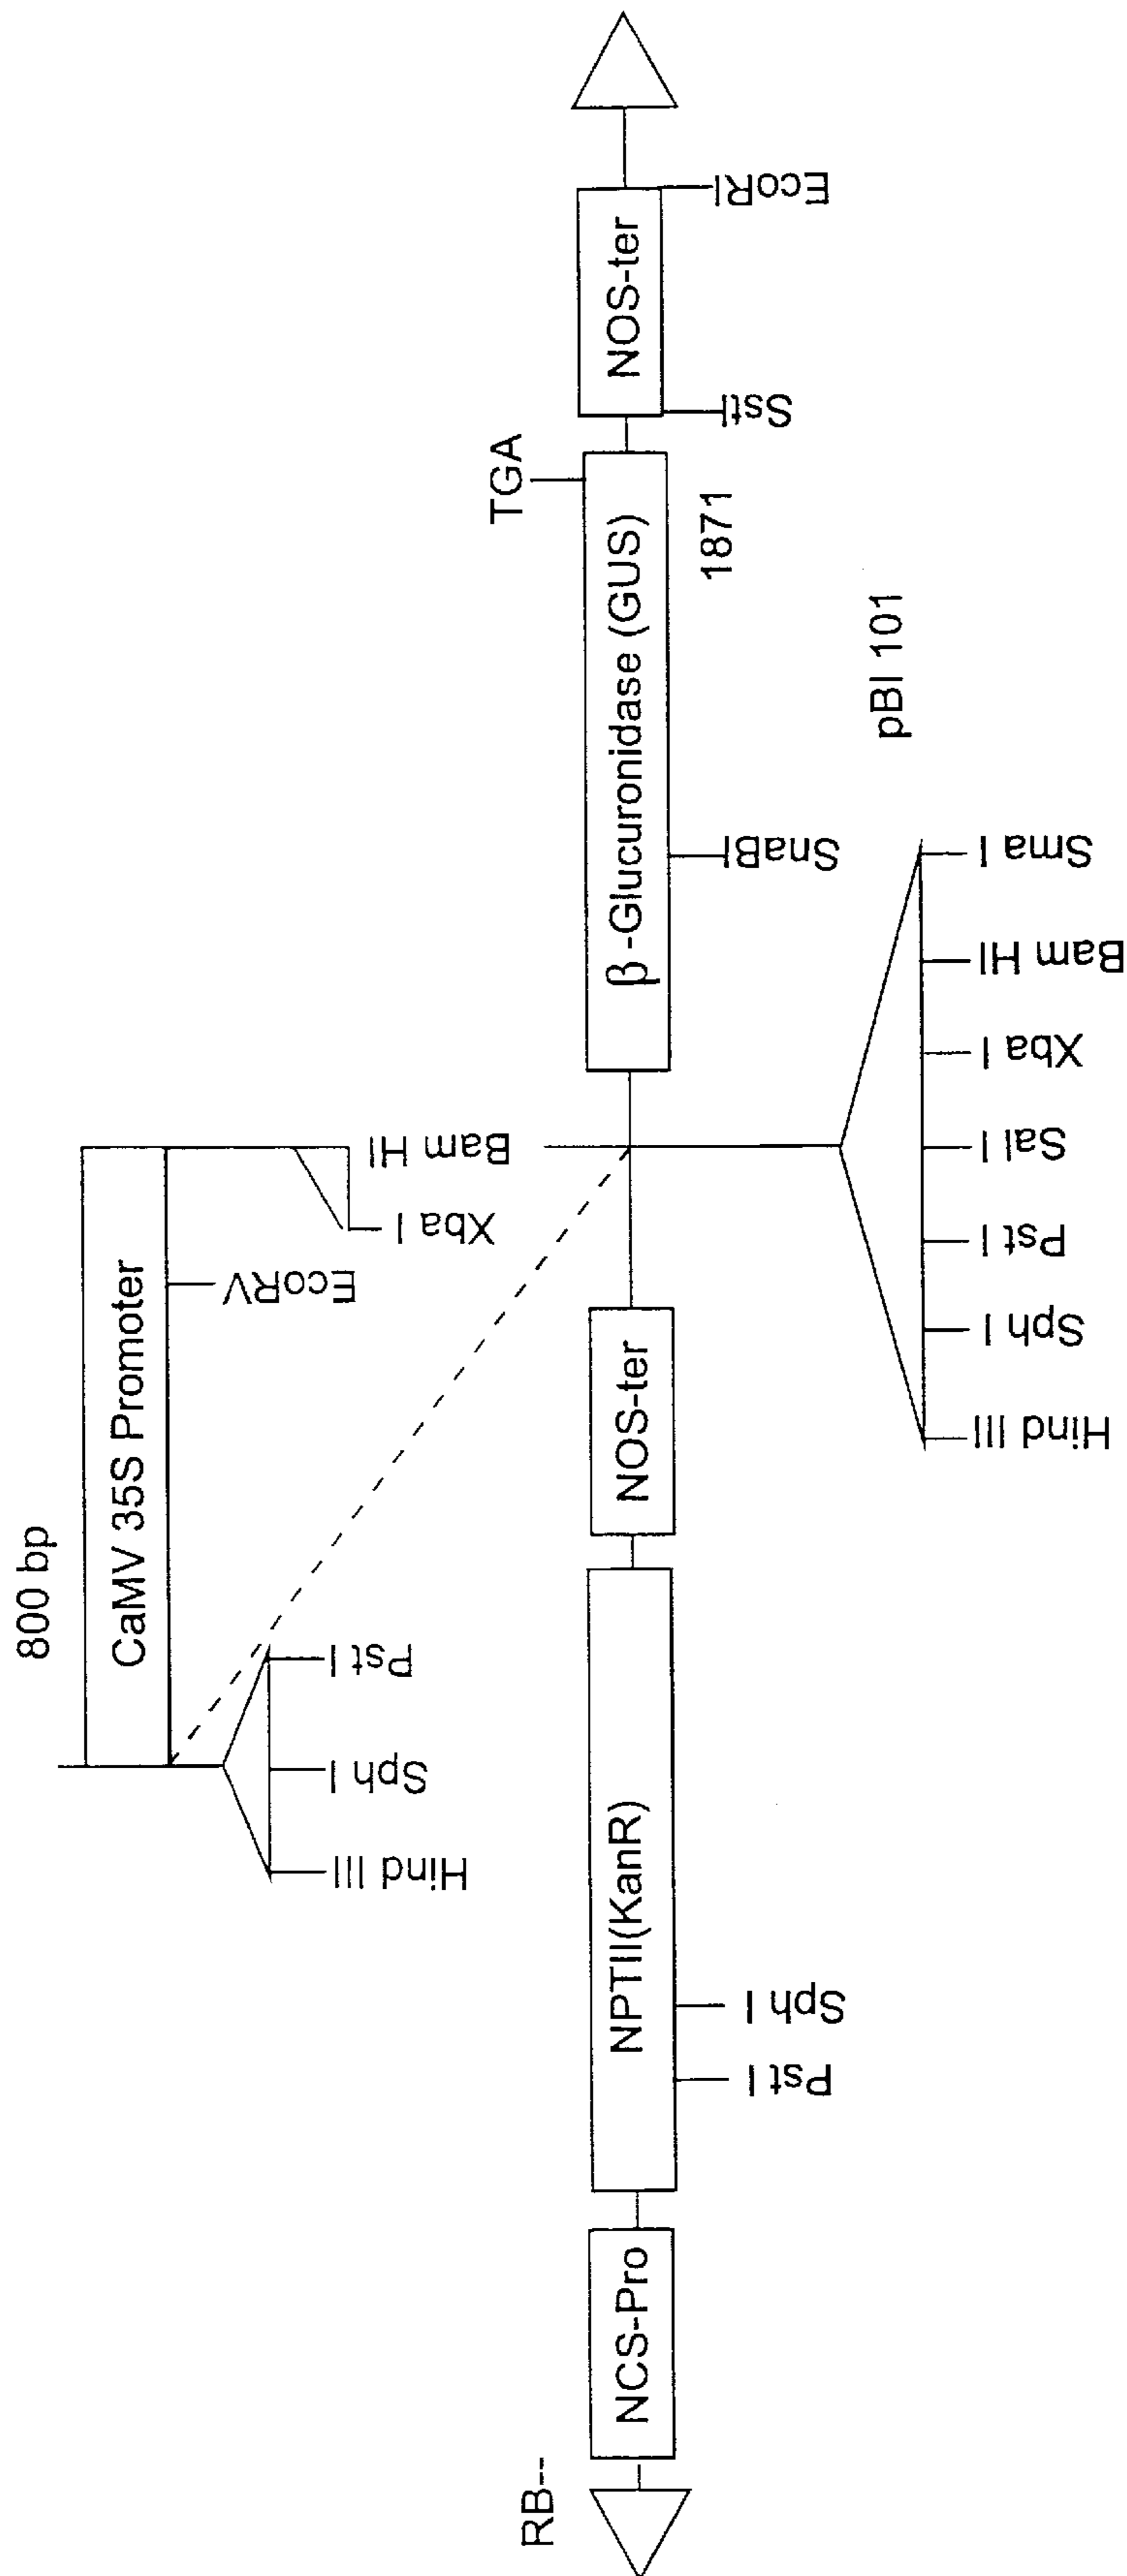 800 bp
CaMV 35S Promoter
Hind III
Sph I
Pst I
EcoRV
Xba I
Bam HI
TGA
RB--
NCS-Pro
NPTII(KanR)
NOS-ter
β-Glucuronidase (GUS)
NOS-ter
Pst I
Sph I
SnaBI
1871
SstI
EcoRI
pBI 101
Hind III
Sph I
Pst I
Sal I
Xba I
Bam HI
Sma I